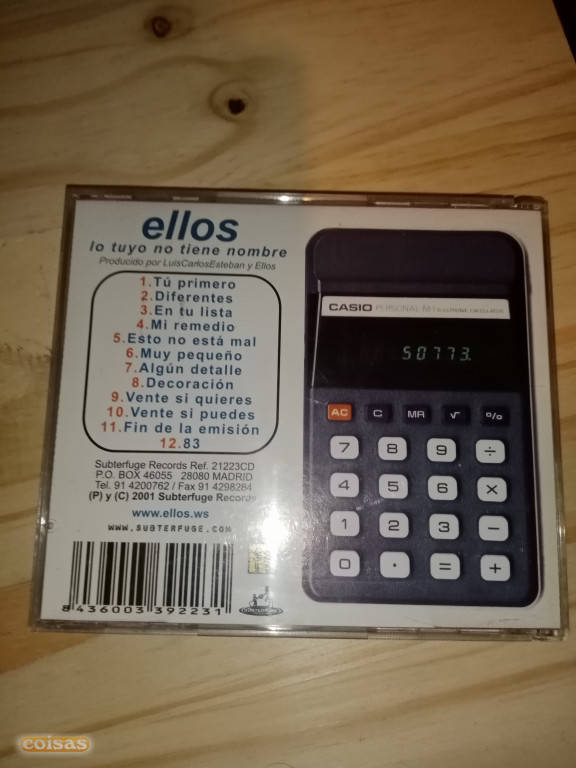 ellos
lo tuyo no tiene nombre
Producido por LuisCarlosEsteban y Ellos
1.Tú primero
2.Diferentes
3.En tu lista
4.Mi remedio
5.Esto no está mal
6.Muy pequeño
7.Algún detalle
8.Decoración
9.Vente si quieres
10.Vente si puedes
11.Fin de la emisión
12.83
Subterfuge Records Ref. 21223CD
P.O. BOX 46055 28080 MADRID
Tel. 91 4200762 / Fax 91 4298284
(P) y (C) 2001 Subterfuge Records
www.ellos.ws
WWW.SUBTERFUGE.COM
8 436003 392231
CASIO PERSONAL M-1 ELECTRONIC CALCULATOR
50773.
AC C MR √ %
7 8 9 ÷
4 5 6 ×
1 2 3 −
0 · = +
coisas